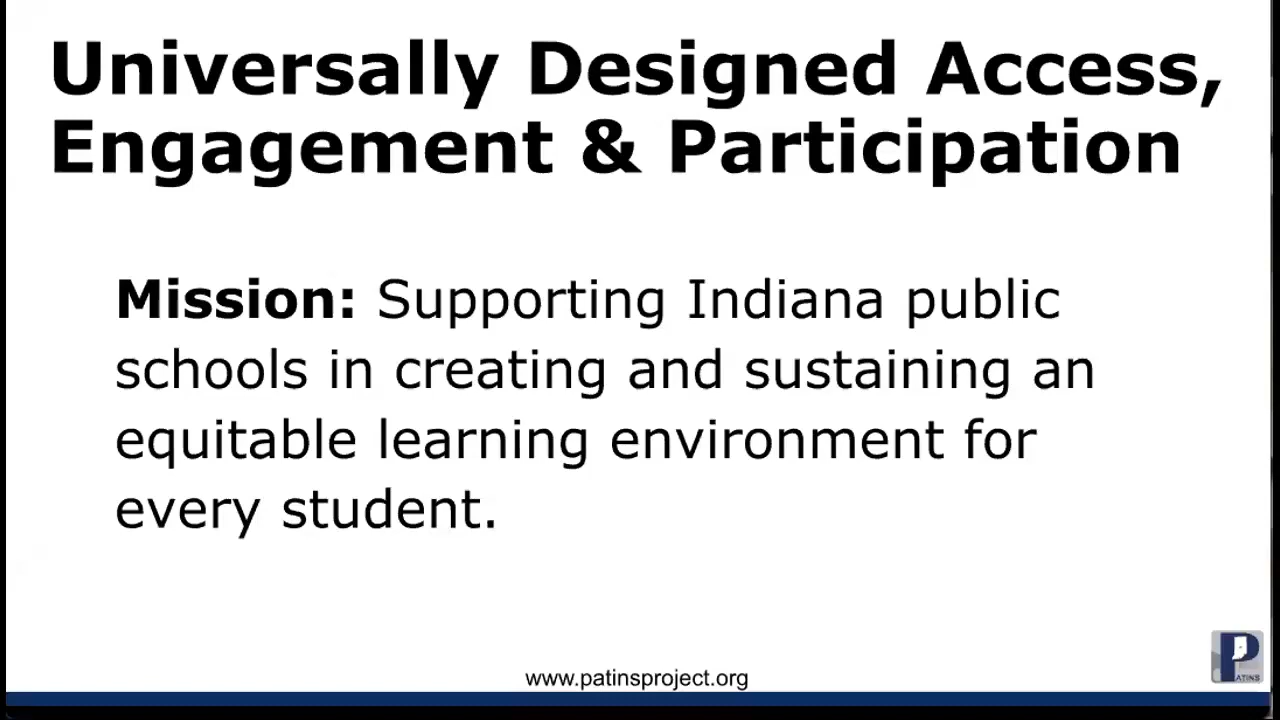 Universally Designed Access,
Engagement & Participation
Mission: Supporting Indiana public
schools in creating and sustaining an
equitable learning environment for
every student.
PATINS
www.patinsproject.org